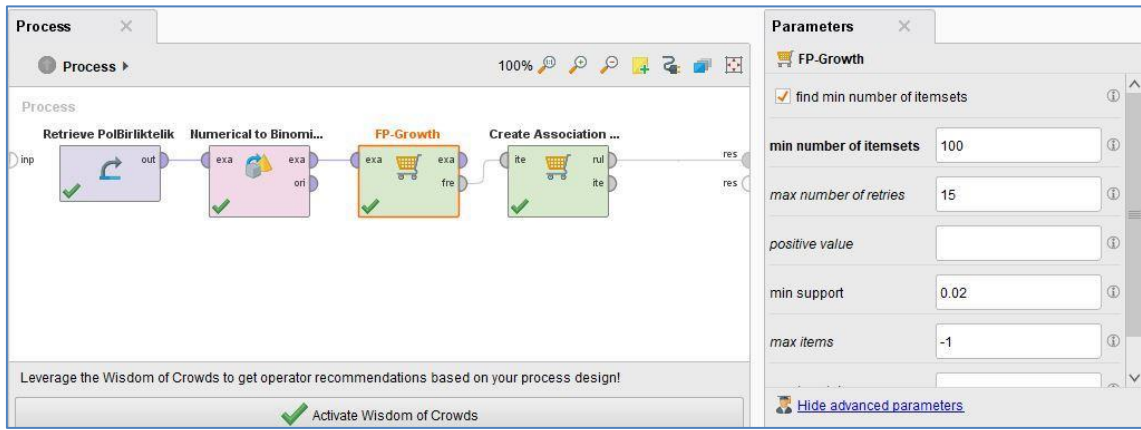 Process
Process
100%
Process
Retrieve PolBirliktelik
Numerical to Binomi...
FP-Growth
Create Association ...
inp
out
exa
exa
ori
exa
exa
fre
ite
rul
ite
res
res
Leverage the Wisdom of Crowds to get operator recommendations based on your process design!
Activate Wisdom of Crowds
Parameters
FP-Growth
find min number of itemsets
min number of itemsets 100
max number of retries 15
positive value
min support 0.02
max items -1
Hide advanced parameters